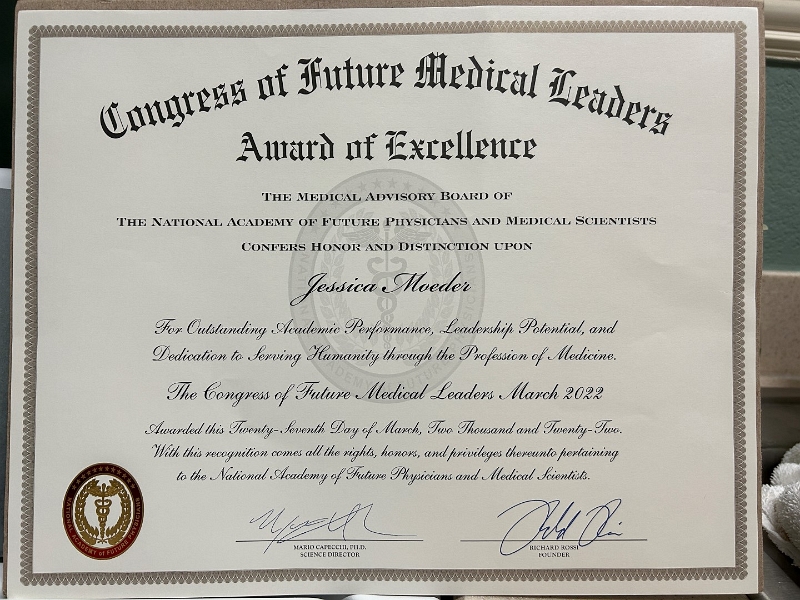 Congress of Future Medical Leaders
Award of Excellence
The Medical Advisory Board of
The National Academy of Future Physicians and Medical Scientists
Confers Honor and Distinction upon
Jessica Moeder
For Outstanding Academic Performance, Leadership Potential, and
Dedication to Serving Humanity through the Profession of Medicine.
The Congress of Future Medical Leaders March 2022
Awarded this Twenty-Seventh Day of March, Two Thousand and Twenty-Two.
With this recognition comes all the rights, honors, and privileges thereunto pertaining
to the National Academy of Future Physicians and Medical Scientists.
NATIONAL ACADEMY of FUTURE PHYSICIANS
MARIO CAPECCHI, PH.D.
SCIENCE DIRECTOR
RICHARD ROSSI
FOUNDER